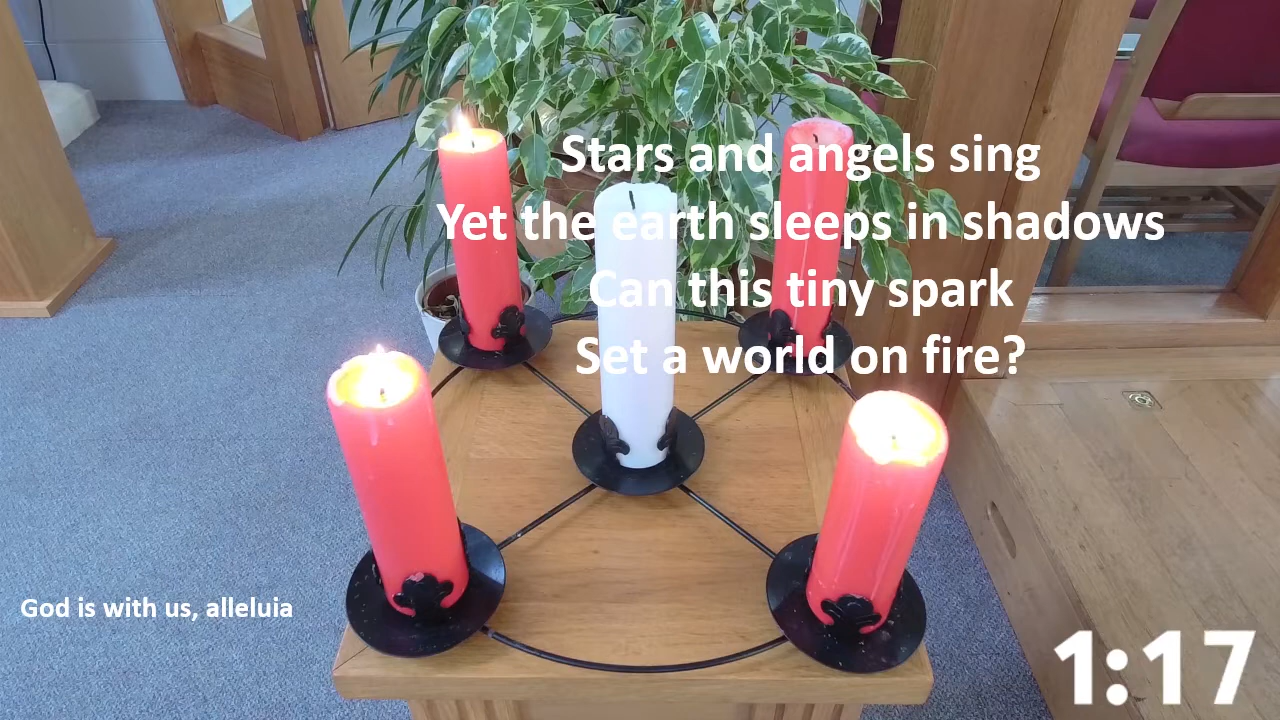 Stars and angels sing
Yet the earth sleeps in shadows
Can this tiny spark
Set a world on fire?
God is with us, alleluia
1:17